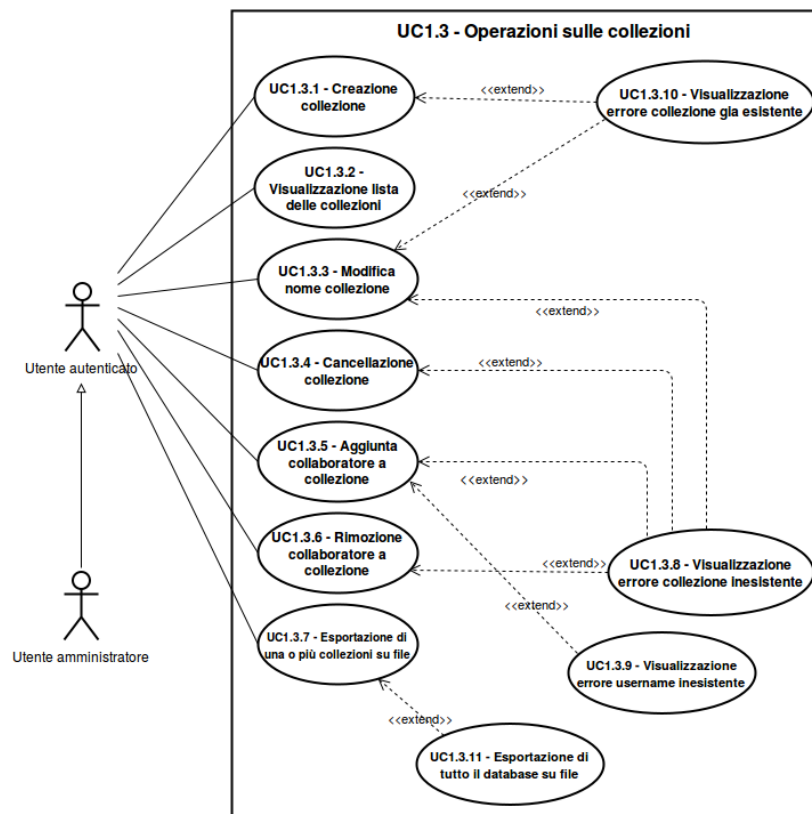 UC1.3 - Operazioni sulle collezioni
UC1.3.1 - Creazione
collezione
<<extend>>
UC1.3.10 - Visualizzazione
errore collezione gia esistente
UC1.3.2 -
Visualizzazione lista
delle collezioni
<<extend>>
UC1.3.3 - Modifica
nome collezione
<<extend>>
Utente autenticato
UC1.3.4 - Cancellazione
collezione
<<extend>>
UC1.3.5 - Aggiunta
collaboratore a
collezione
<<extend>>
UC1.3.6 - Rimozione
collaboratore a
collezione
<<extend>>
UC1.3.8 - Visualizzazione
errore collezione inesistente
<<extend>>
Utente amministratore
UC1.3.7 - Esportazione di
una o più collezioni su file
UC1.3.9 - Visualizzazione
errore username inesistente
<<extend>>
UC1.3.11 - Esportazione di
tutto il database su file